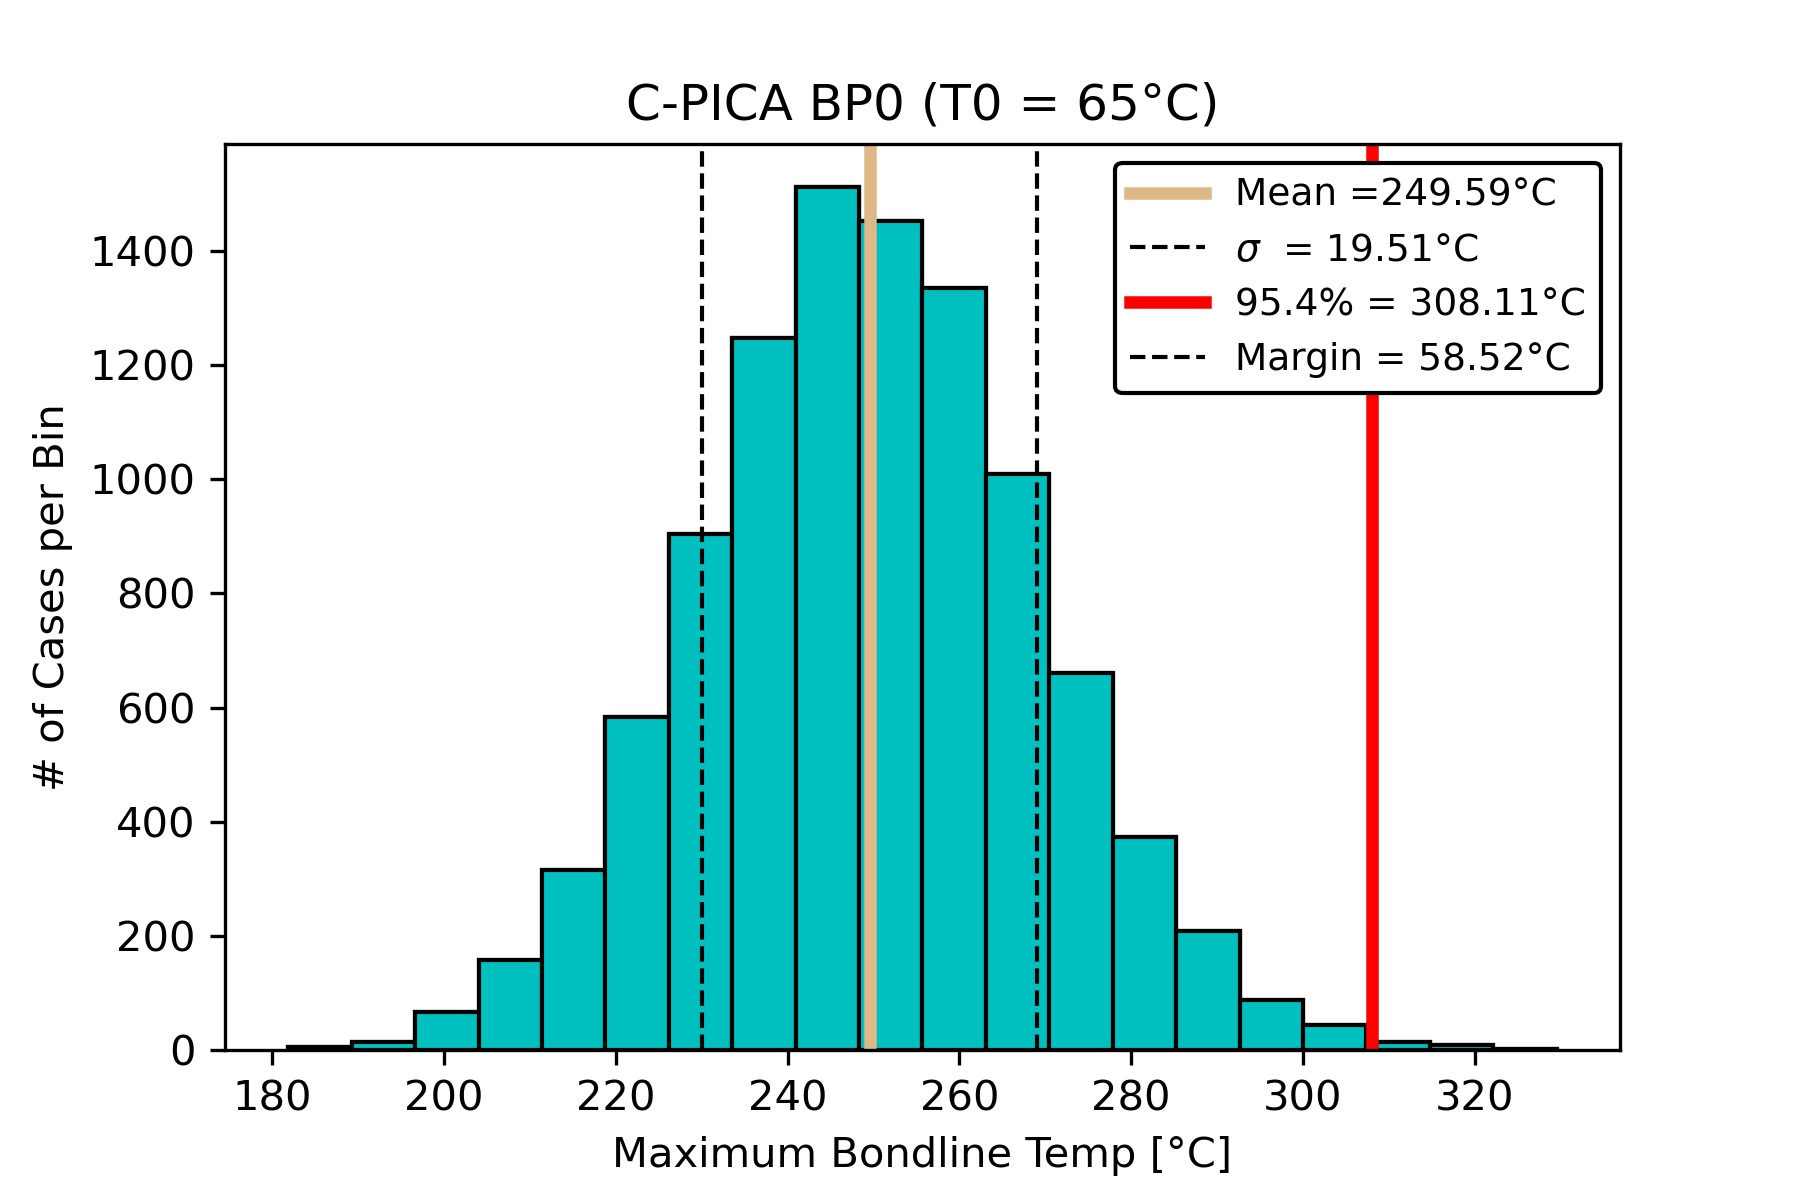 C-PICA BP0 (T0 = 65°C)
Mean =249.59°C
σ = 19.51°C
95.4% = 308.11°C
Margin = 58.52°C
# of Cases per Bin
1400
1200
1000
800
600
400
200
0
180 200 220 240 260 280 300 320
Maximum Bondline Temp [°C]